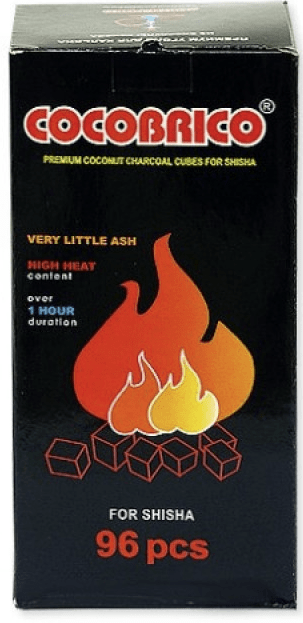 COCOBRICO®
PREMIUM COCONUT CHARCOAL CUBES FOR SHISHA
VERY LITTLE ASH
HIGH HEAT
content
over
1 HOUR
duration
FOR SHISHA
96 pcs